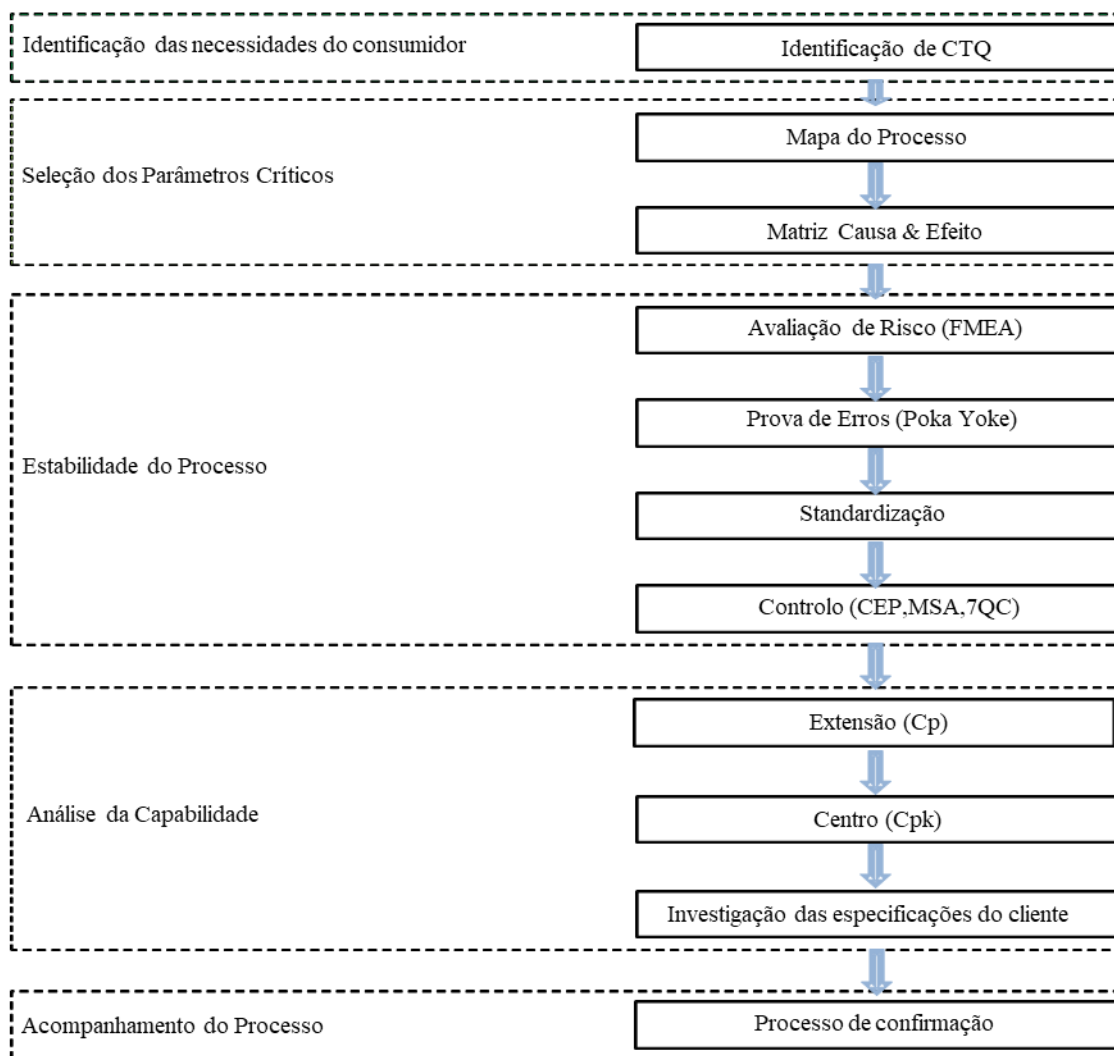 Identificação das necessidades do consumidor
Identificação de CTQ
Mapa do Processo
Seleção dos Parâmetros Críticos
Matriz Causa & Efeito
Avaliação de Risco (FMEA)
Prova de Erros (Poka Yoke)
Estabilidade do Processo
Standardização
Controlo (CEP,MSA,7QC)
Extensão (Cp)
Análise da Capabilidade
Centro (Cpk)
Investigação das especificações do cliente
Acompanhamento do Processo
Processo de confirmação